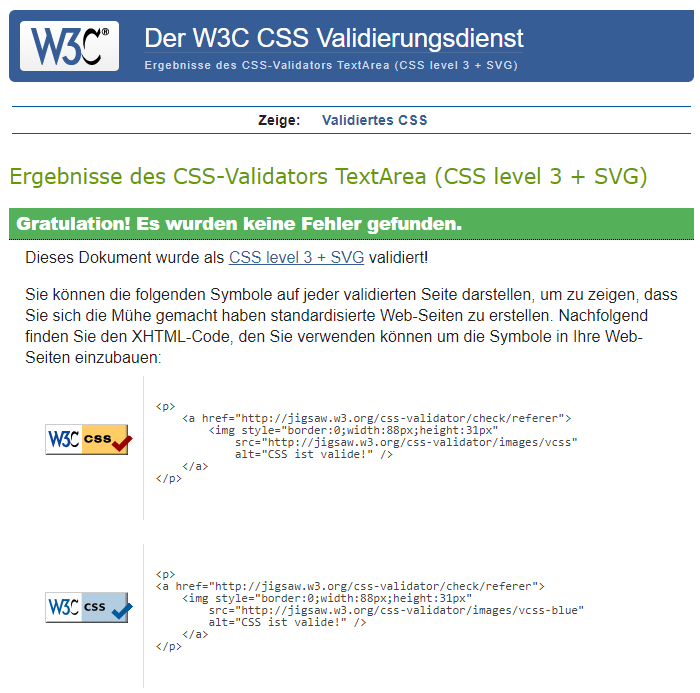 W3C®
Der W3C CSS Validierungsdienst
Ergebnisse des CSS-Validators TextArea (CSS level 3 + SVG)
Zeige: Validiertes CSS
Ergebnisse des CSS-Validators TextArea (CSS level 3 + SVG)
Gratulation! Es wurden keine Fehler gefunden.
Dieses Dokument wurde als CSS level 3 + SVG validiert!
Sie können die folgenden Symbole auf jeder validierten Seite darstellen, um zu zeigen, dass
Sie sich die Mühe gemacht haben standardisierte Web-Seiten zu erstellen. Nachfolgend
finden Sie den XHTML-Code, den Sie verwenden können um die Symbole in Ihre Web-
Seiten einzubauen:
W3C css
<p>
<a href="http://jigsaw.w3.org/css-validator/check/referer">
<img style="border:0;width:88px;height:31px"
src="http://jigsaw.w3.org/css-validator/images/vcss"
alt="CSS ist valide!" />
</a>
</p>
W3C css
<p>
<a href="http://jigsaw.w3.org/css-validator/check/referer">
<img style="border:0;width:88px;height:31px"
src="http://jigsaw.w3.org/css-validator/images/vcss-blue"
alt="CSS ist valide!" />
</a>
</p>